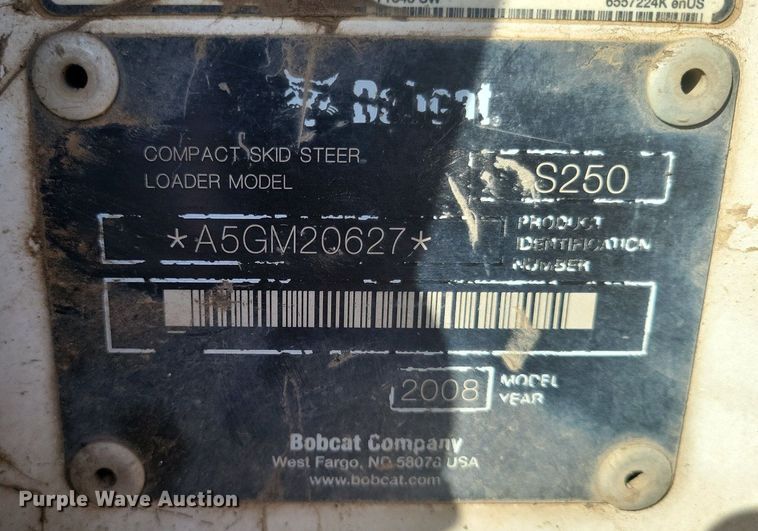 6557224K enUS
Bobcat
COMPACT SKID STEER
LOADER MODEL
S250
*A5GM20627*
PRODUCT
IDENTIFICATION
NUMBER
2008
MODEL
YEAR
Bobcat Company
West Fargo, ND 58078 USA
www.bobcat.com
Purple Wave Auction